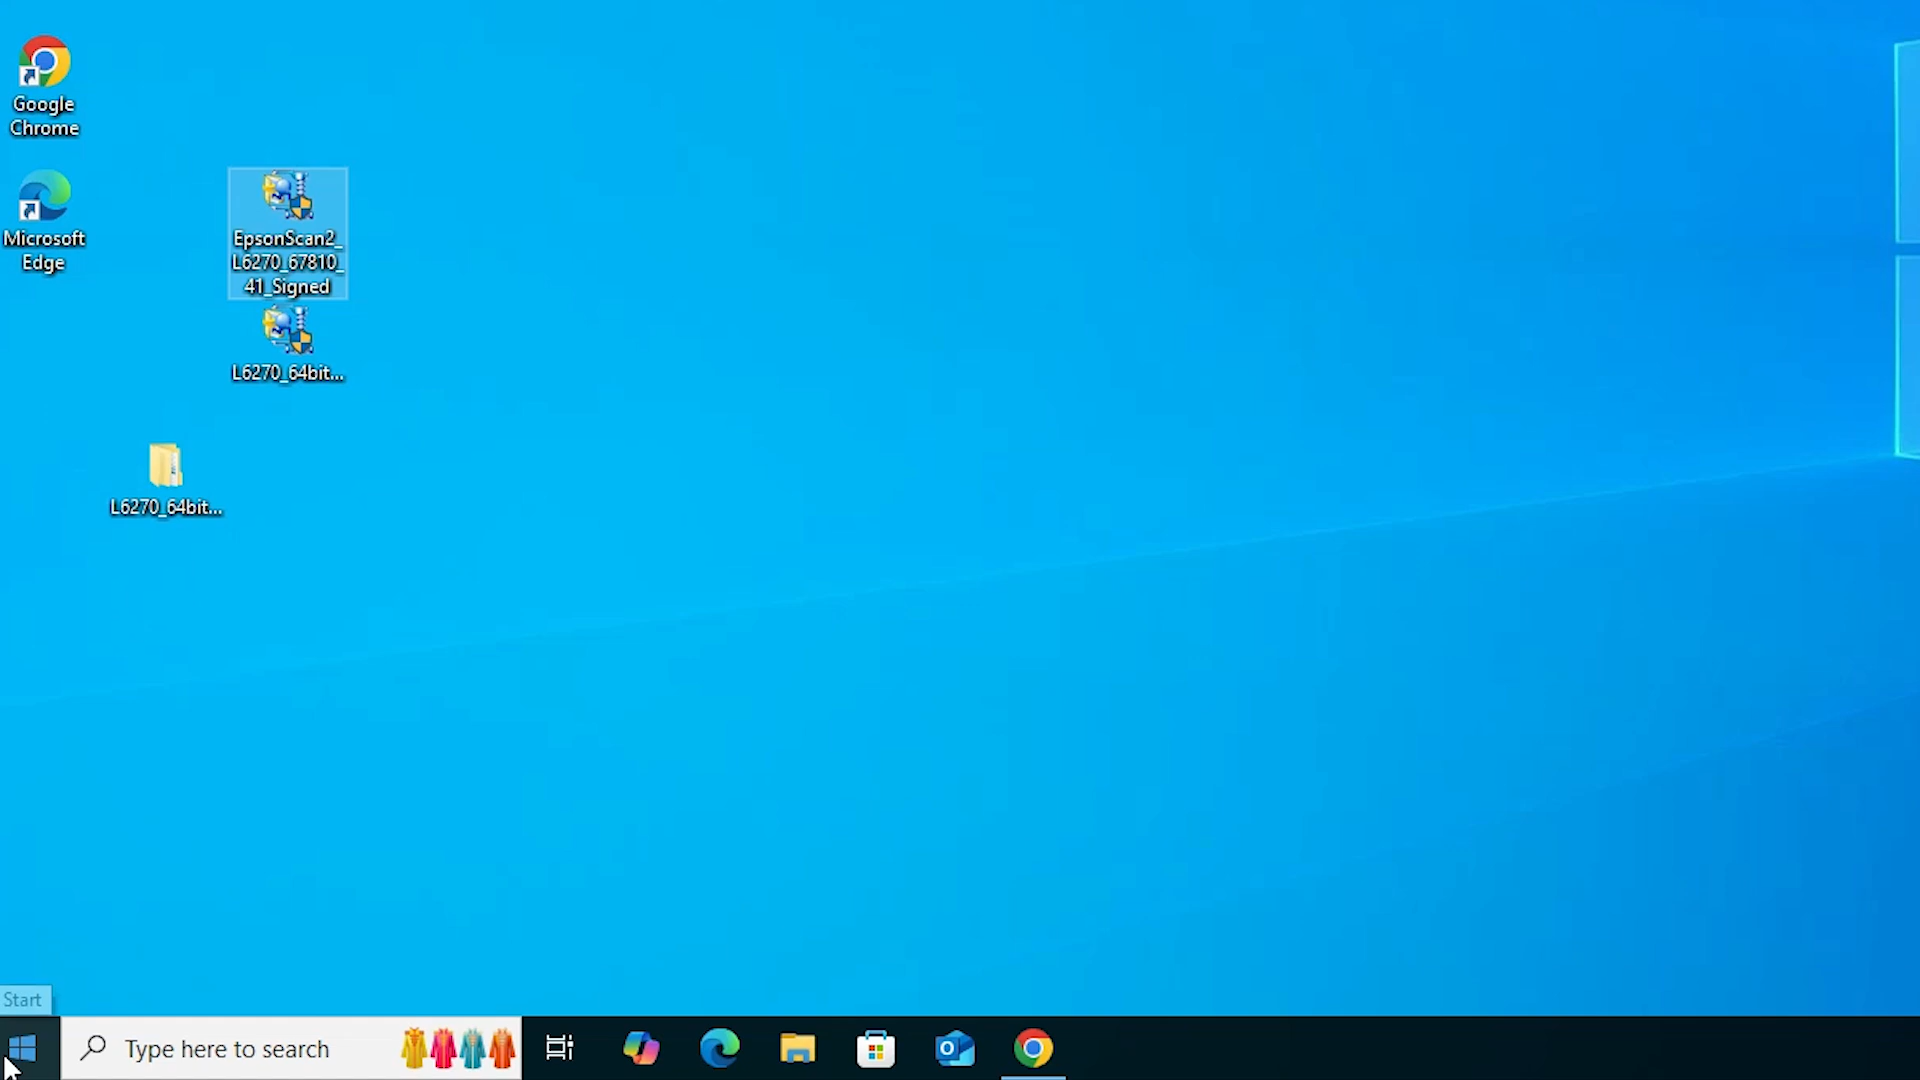 Google
Chrome
Microsoft
Edge
EpsonScan2_
L6270_67810_
41_Signed
L6270_64bit...
L6270_64bit...
Start
Type here to search